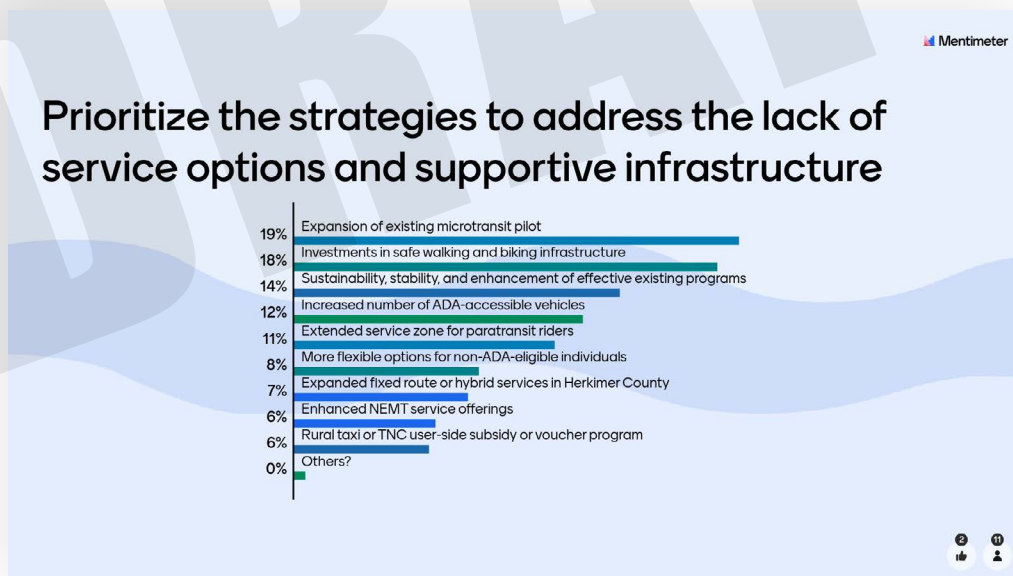 Mentimeter
Prioritize the strategies to address the lack of
service options and supportive infrastructure
19% Expansion of existing microtransit pilot
18% Investments in safe walking and biking infrastructure
14% Sustainability, stability, and enhancement of effective existing programs
12% Increased number of ADA-accessible vehicles
11% Extended service zone for paratransit riders
8% More flexible options for non-ADA-eligible individuals
7% Expanded fixed route or hybrid services in Herkimer County
6% Enhanced NEMT service offerings
6% Rural taxi or TNC user-side subsidy or voucher program
0% Others?
2 11